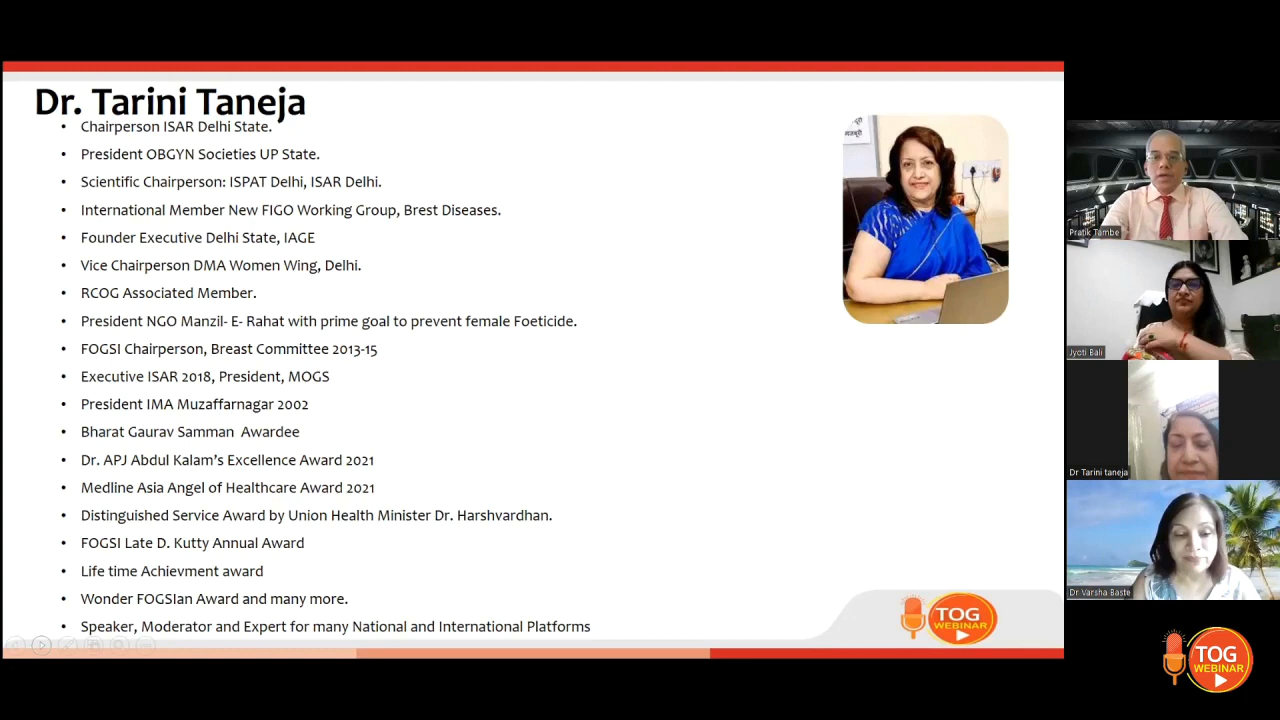 Dr. Tarini Taneja
• Chairperson ISAR Delhi State.
• President OBGYN Societies UP State.
• Scientific Chairperson: ISPAT Delhi, ISAR Delhi.
• International Member New FIGO Working Group, Brest Diseases.
• Founder Executive Delhi State, IAGE
• Vice Chairperson DMA Women Wing, Delhi.
• RCOG Associated Member.
• President NGO Manzil- E- Rahat with prime goal to prevent female Foeticide.
• FOGSI Chairperson, Breast Committee 2013-15
• Executive ISAR 2018, President, MOGS
• President IMA Muzaffarnagar 2002
• Bharat Gaurav Samman  Awardee
• Dr. APJ Abdul Kalam’s Excellence Award 2021
• Medline Asia Angel of Healthcare Award 2021
• Distinguished Service Award by Union Health Minister Dr. Harshvardhan.
• FOGSI Late D. Kutty Annual Award
• Life time Achievment award
• Wonder FOGSIan Award and many more.
• Speaker, Moderator and Expert for many National and International Platforms
TOG
WEBINAR
Pratik Tambe
Jyoti Bali
Dr Tarini taneja
Dr Varsha Baste
TOG
WEBINAR